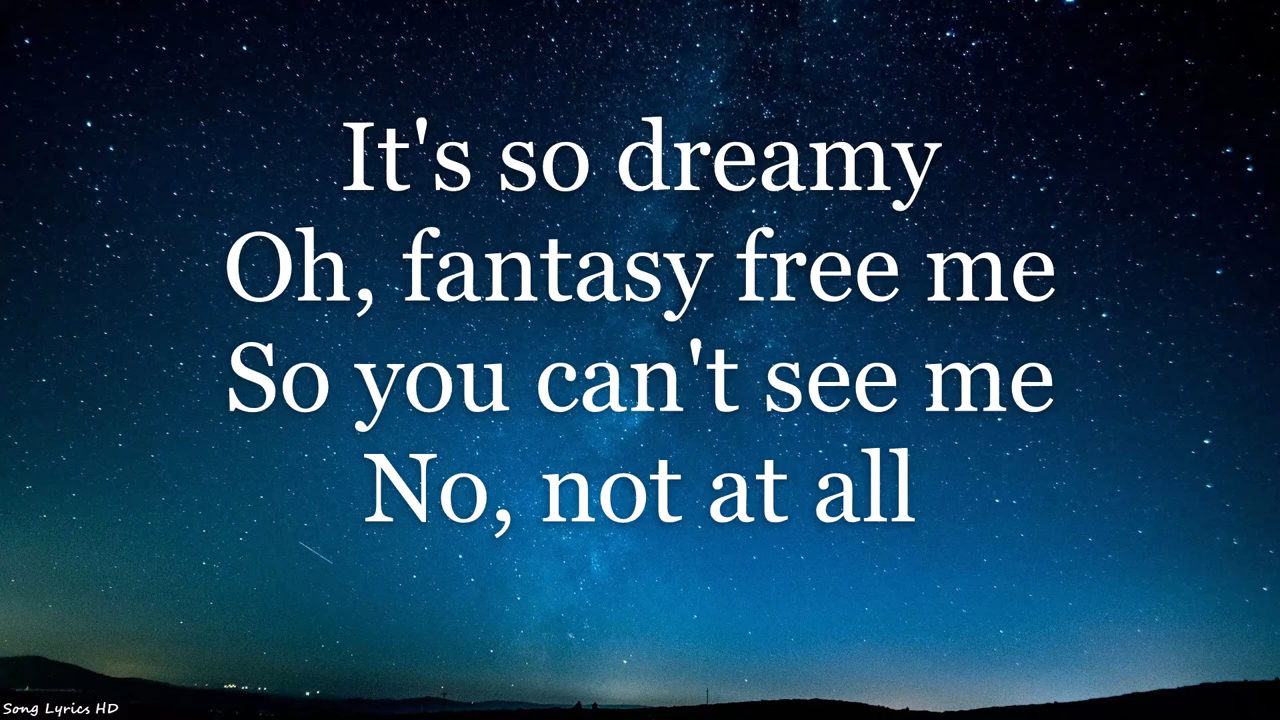 It's so dreamy
Oh, fantasy free me
So you can't see me
No, not at all
Song Lyrics HD